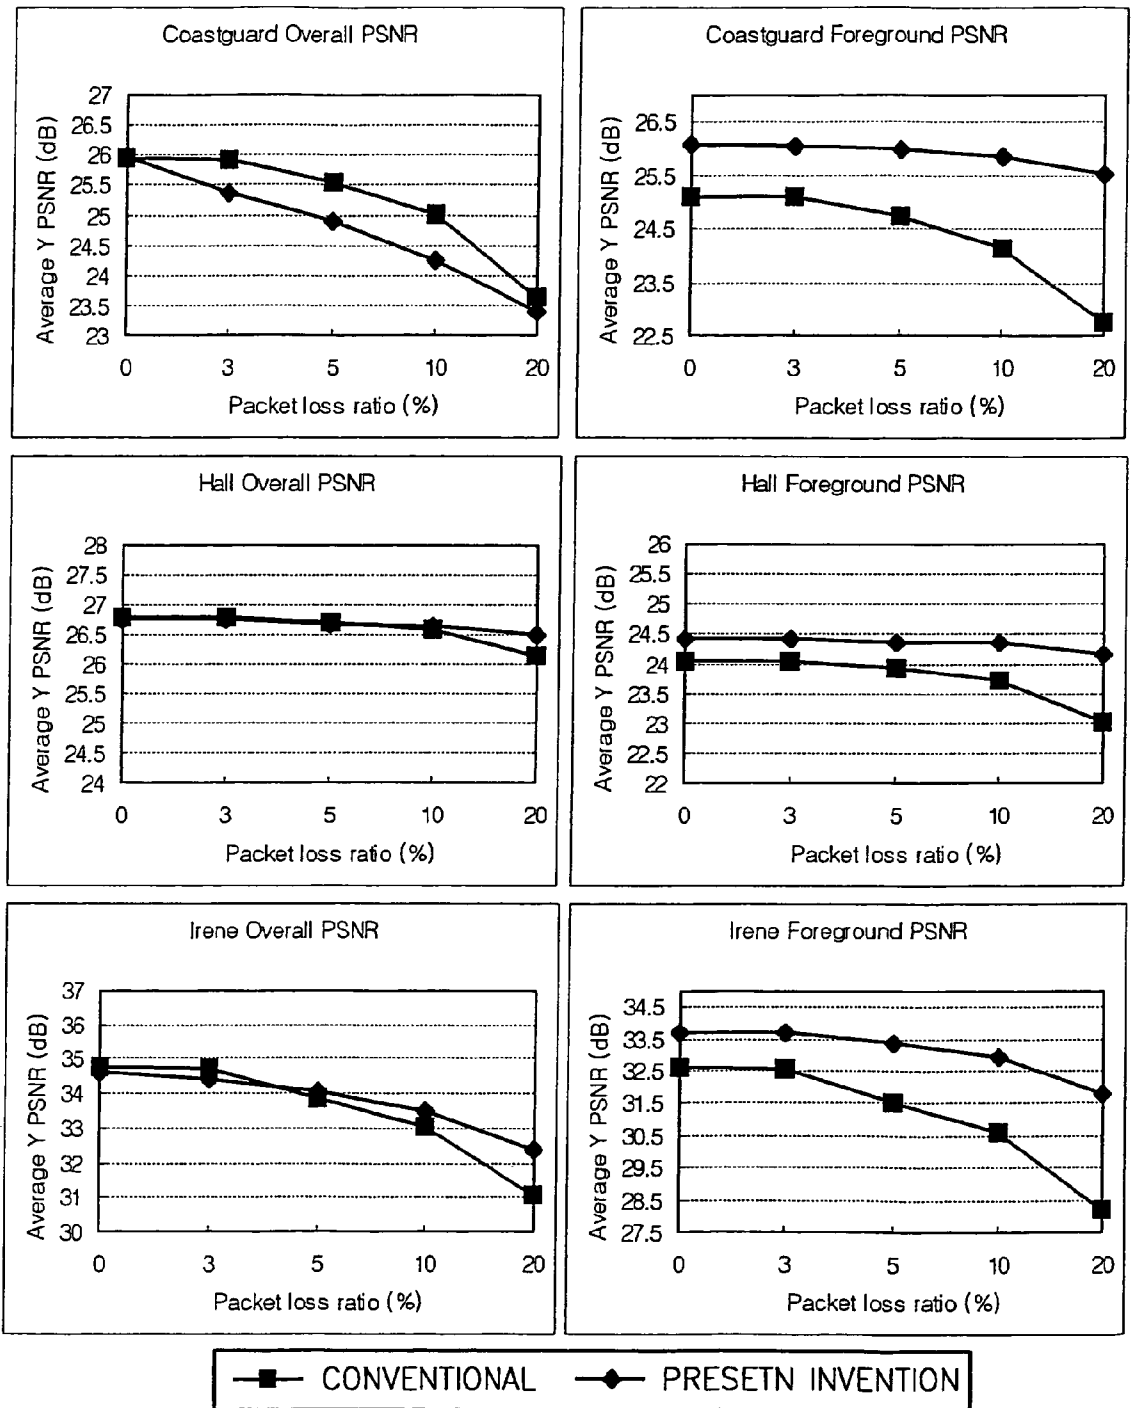 Coastguard Overall PSNR
Average Y PSNR (dB)
27
26.5
26
25.5
25
24.5
24
23.5
23
0 3 5 10 20
Packet loss ratio (%)
Coastguard Foreground PSNR
Average Y PSNR (dB)
26.5
25.5
24.5
23.5
22.5
0 3 5 10 20
Packet loss ratio (%)
Hall Overall PSNR
Average Y PSNR (dB)
28
27.5
27
26.5
26
25.5
25
24.5
24
0 3 5 10 20
Packet loss ratio (%)
Hall Foreground PSNR
Average Y PSNR (dB)
26
25.5
25
24.5
24
23.5
23
22.5
22
0 3 5 10 20
Packet loss ratio (%)
Irene Overall PSNR
Average Y PSNR (dB)
37
36
35
34
33
32
31
30
0 3 5 10 20
Packet loss ratio (%)
Irene Foreground PSNR
Average Y PSNR (dB)
34.5
33.5
32.5
31.5
30.5
29.5
28.5
27.5
0 3 5 10 20
Packet loss ratio (%)
CONVENTIONAL PRESETN INVENTION